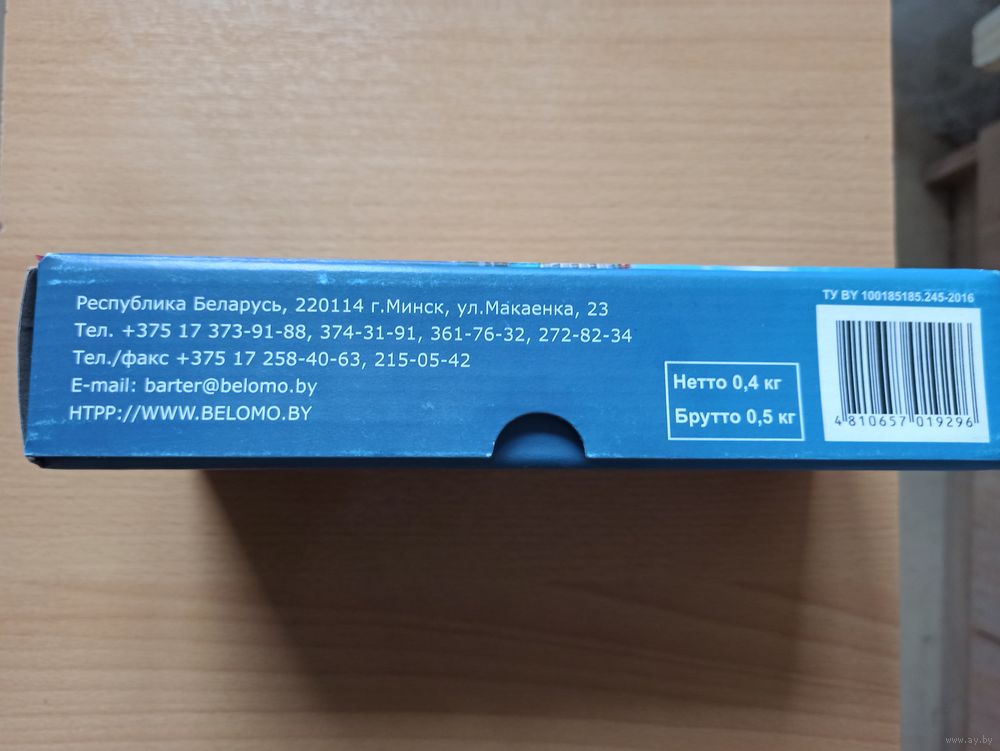 Республика Беларусь, 220114 г.Минск, ул.Макаенка, 23
Тел. +375 17 373-91-88, 374-31-91, 361-76-32, 272-82-34
Тел./факс +375 17 258-40-63, 215-05-42
E-mail: barter@belomo.by
HTPP://WWW.BELOMO.BY
Нетто 0,4 кг
Брутто 0,5 кг
ТУ BY 100185185.245-2016
4 810657 019296
www.ay.by